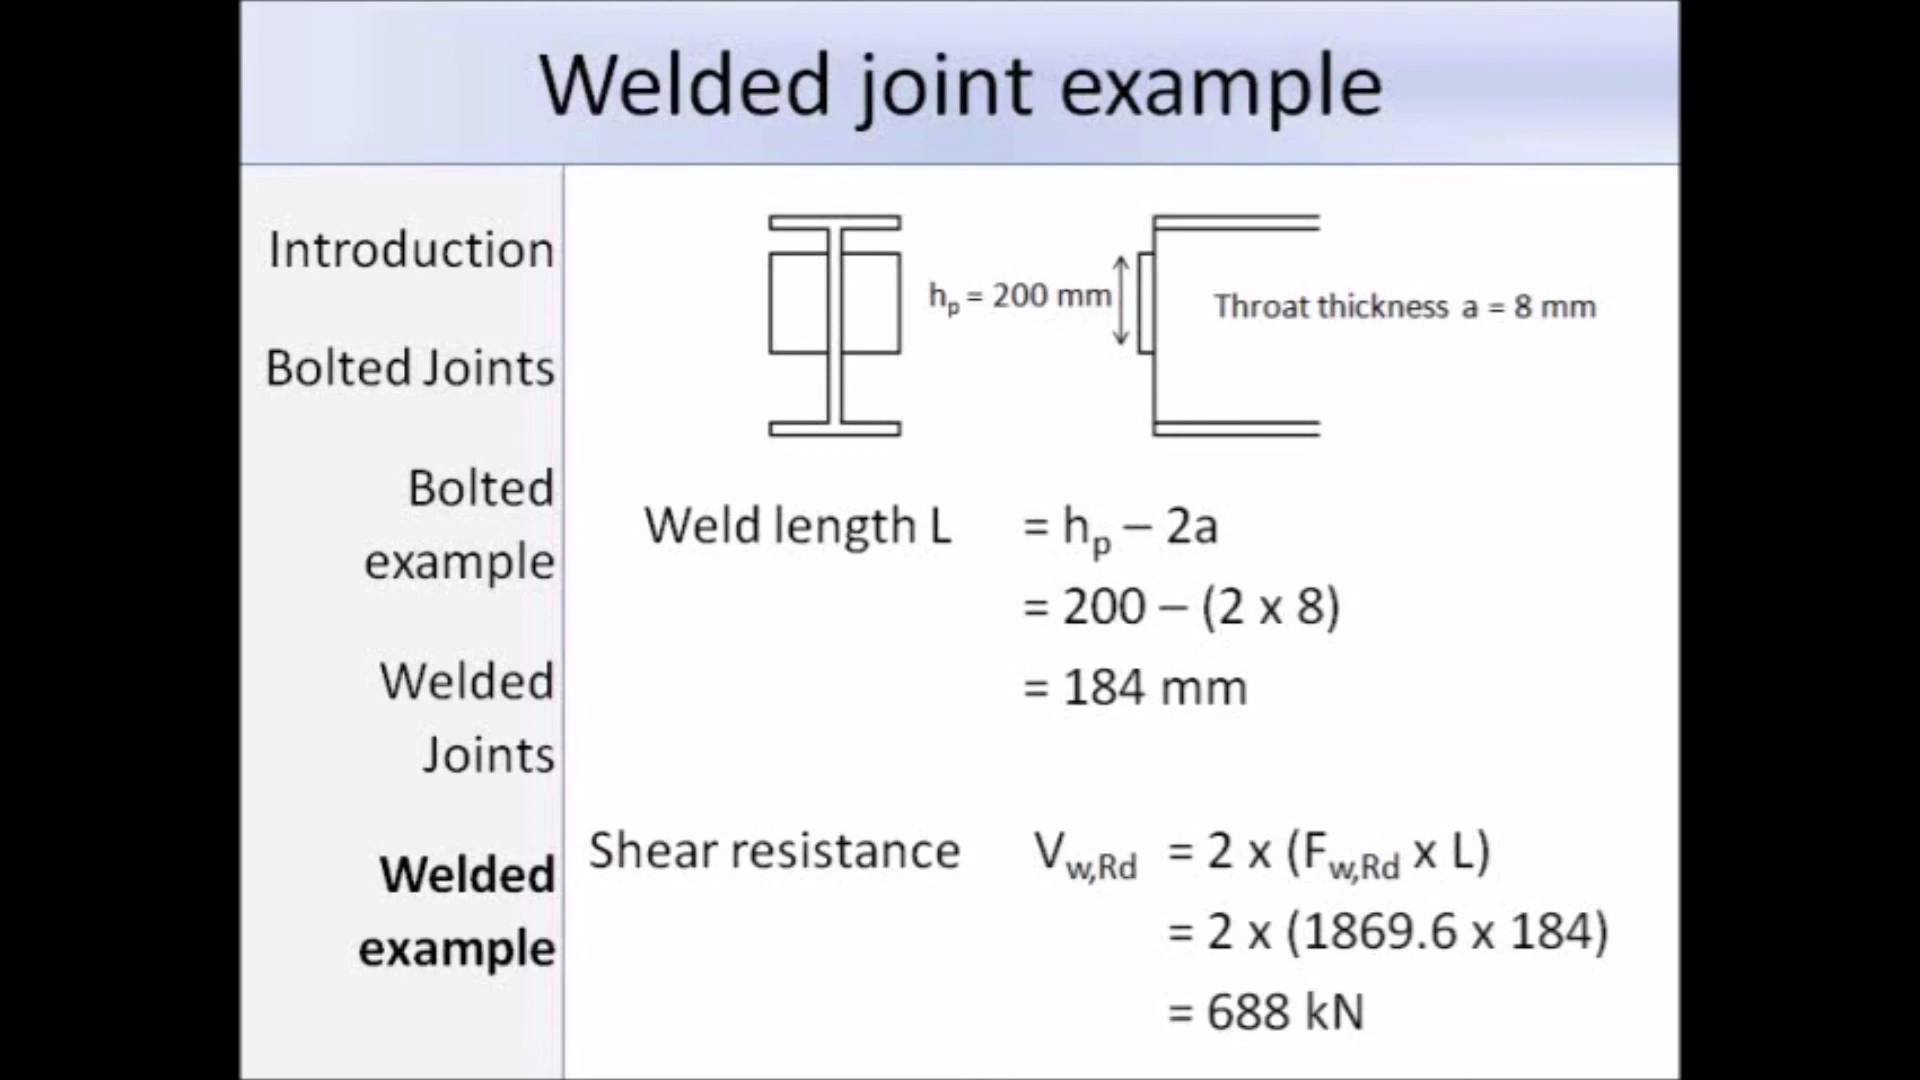 Welded joint example
Introduction
Bolted Joints
Bolted
example
Welded
Joints
Welded
example
hp = 200 mm
Throat thickness a = 8 mm
Weld length L = hp – 2a
= 200 – (2 x 8)
= 184 mm
Shear resistance Vw,Rd = 2 x (Fw,Rd x L)
= 2 x (1869.6 x 184)
= 688 kN